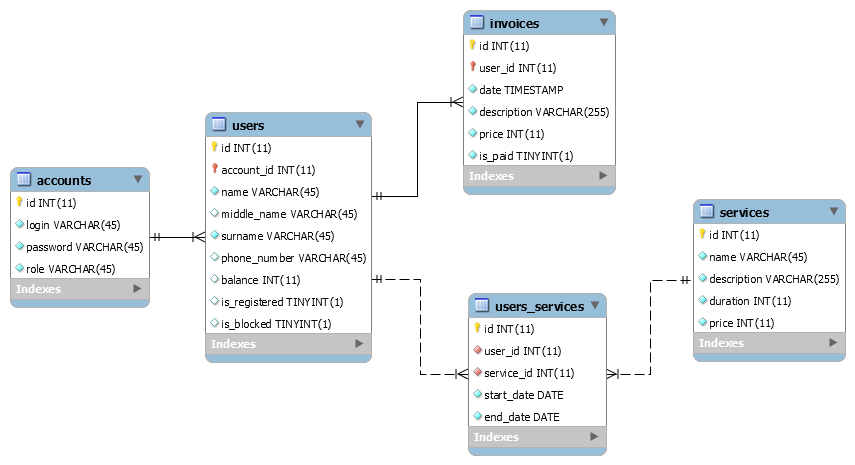 accounts
id INT(11)
login VARCHAR(45)
password VARCHAR(45)
role VARCHAR(45)
Indexes
users
id INT(11)
account_id INT(11)
name VARCHAR(45)
middle_name VARCHAR(45)
surname VARCHAR(45)
phone_number VARCHAR(45)
balance INT(11)
is_registered TINYINT(1)
is_blocked TINYINT(1)
Indexes
invoices
id INT(11)
user_id INT(11)
date TIMESTAMP
description VARCHAR(255)
price INT(11)
is_paid TINYINT(1)
Indexes
users_services
id INT(11)
user_id INT(11)
service_id INT(11)
start_date DATE
end_date DATE
Indexes
services
id INT(11)
name VARCHAR(45)
description VARCHAR(255)
duration INT(11)
price INT(11)
Indexes